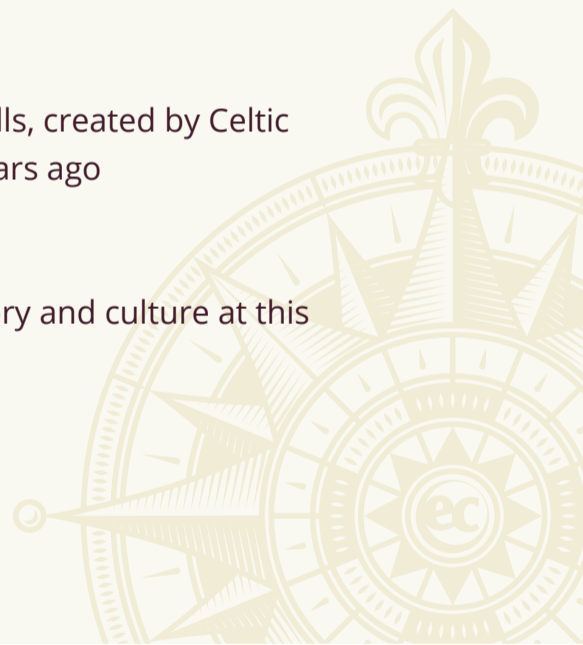 lls, created by Celtic
ars ago
ry and culture at this
ec